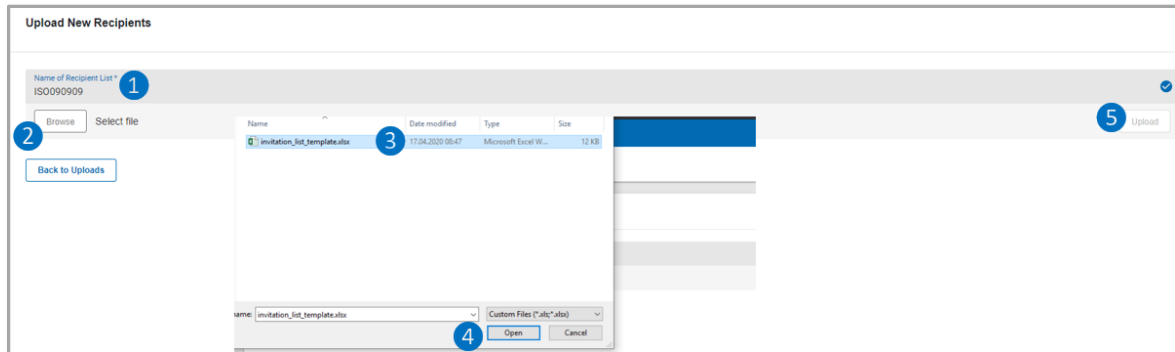 Upload New Recipients
Name of Recipient List *
1
ISO090909
Browse
Select file
2
Back to Uploads
Name
Date modified
Type
Size
invitation_list_template.xlsx
3
17.04.2020 08:47
Microsoft Excel W...
12 KB
ame:
invitation_list_template.xlsx
Custom Files (*.xls;*.xlsx)
4
Open
Cancel
5
Upload